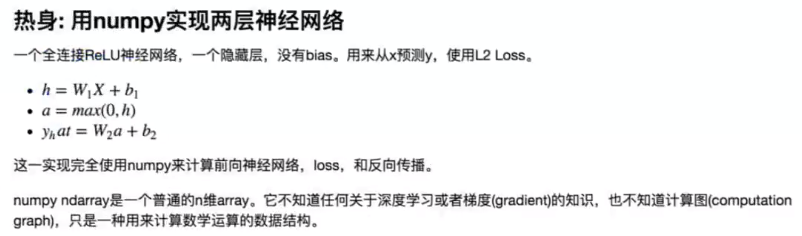 热身: 用numpy实现两层神经网络
一个全连接ReLU神经网络，一个隐藏层，没有bias。用来从x预测y，使用L2 Loss。
• h = W₁X + b₁
• a = max(0, h)
• yₕat = W₂a + b₂
这一实现完全使用numpy来计算前向神经网络，loss，和反向传播。
numpy ndarray是一个普通的n维array。它不知道任何关于深度学习或者梯度(gradient)的知识，也不知道计算图(computation
graph)，只是一种用来计算数学运算的数据结构。